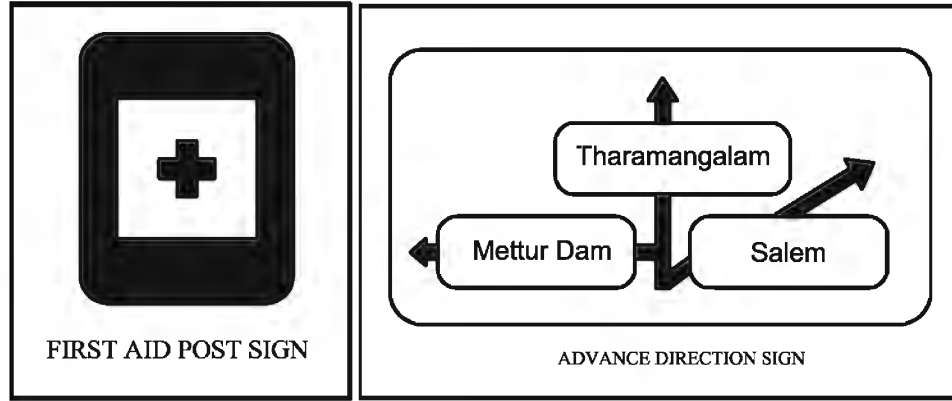 FIRST AID POST SIGN
Tharamangalam
Mettur Dam
Salem
ADVANCE DIRECTION SIGN